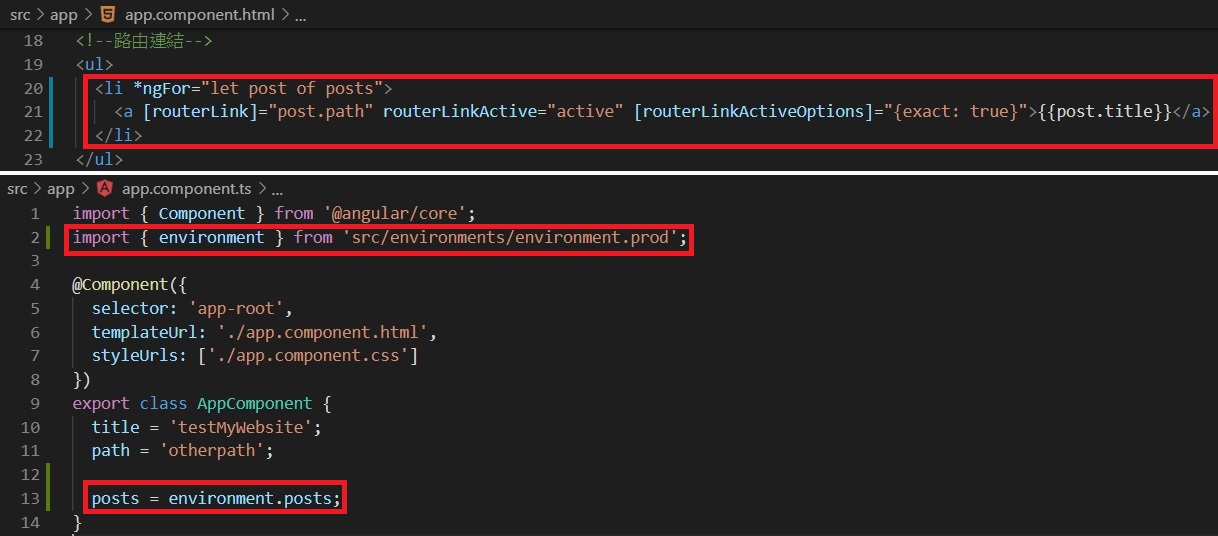 src > app > app.component.html > ...
18 <!--路由連結-->
19 <ul>
20 <li *ngFor="let post of posts">
21 <a [routerLink]="post.path" routerLinkActive="active" [routerLinkActiveOptions]="{exact: true}">{{post.title}}</a>
22 </li>
23 </ul>
src > app > app.component.ts > ...
1 import { Component } from '@angular/core';
2 import { environment } from 'src/environments/environment.prod';
3
4 @Component({
5 selector: 'app-root',
6 templateUrl: './app.component.html',
7 styleUrls: ['./app.component.css']
8 })
9 export class AppComponent {
10 title = 'testMyWebsite';
11 path = 'otherpath';
12
13 posts = environment.posts;
14 }